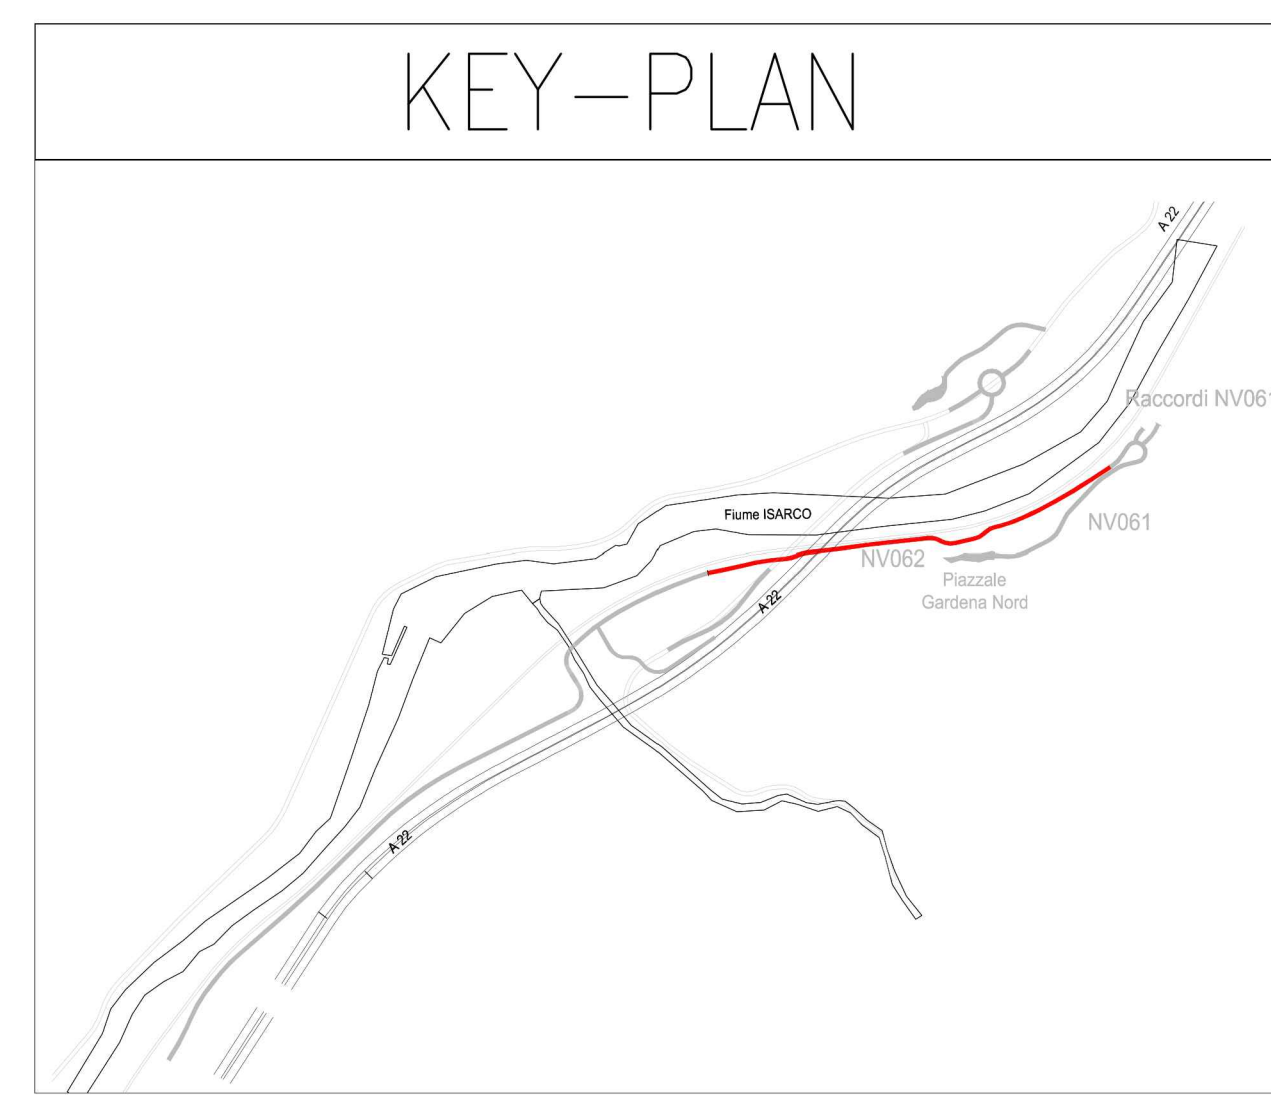 KEY-PLAN
A 22
Raccordi NV061
Fiume ISARCO
NV061
NV062
Piazzale
Gardena Nord
A 22
A 22